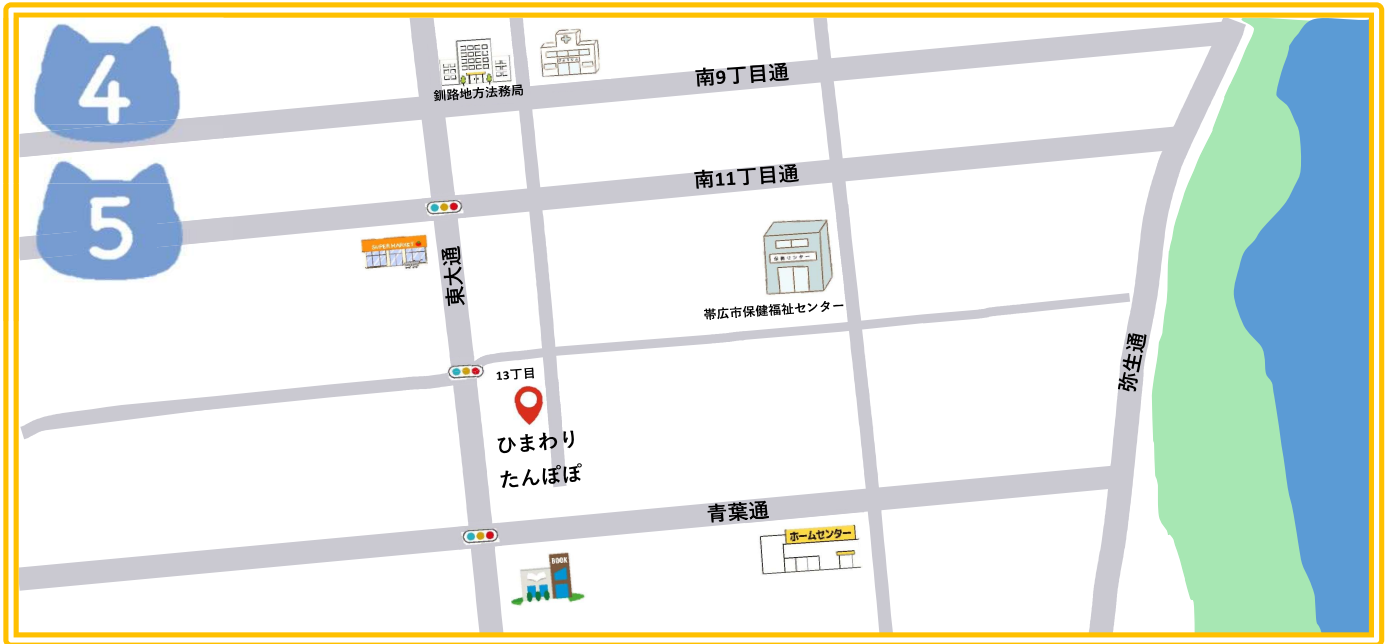 4
釧路地方法務局
南9丁目通
5
南11丁目通
SUPER MARKET
東大通
帯広市保健福祉センター
弥生通
13丁目
ひまわり
たんぽぽ
青葉通
ホームセンター
BOOK